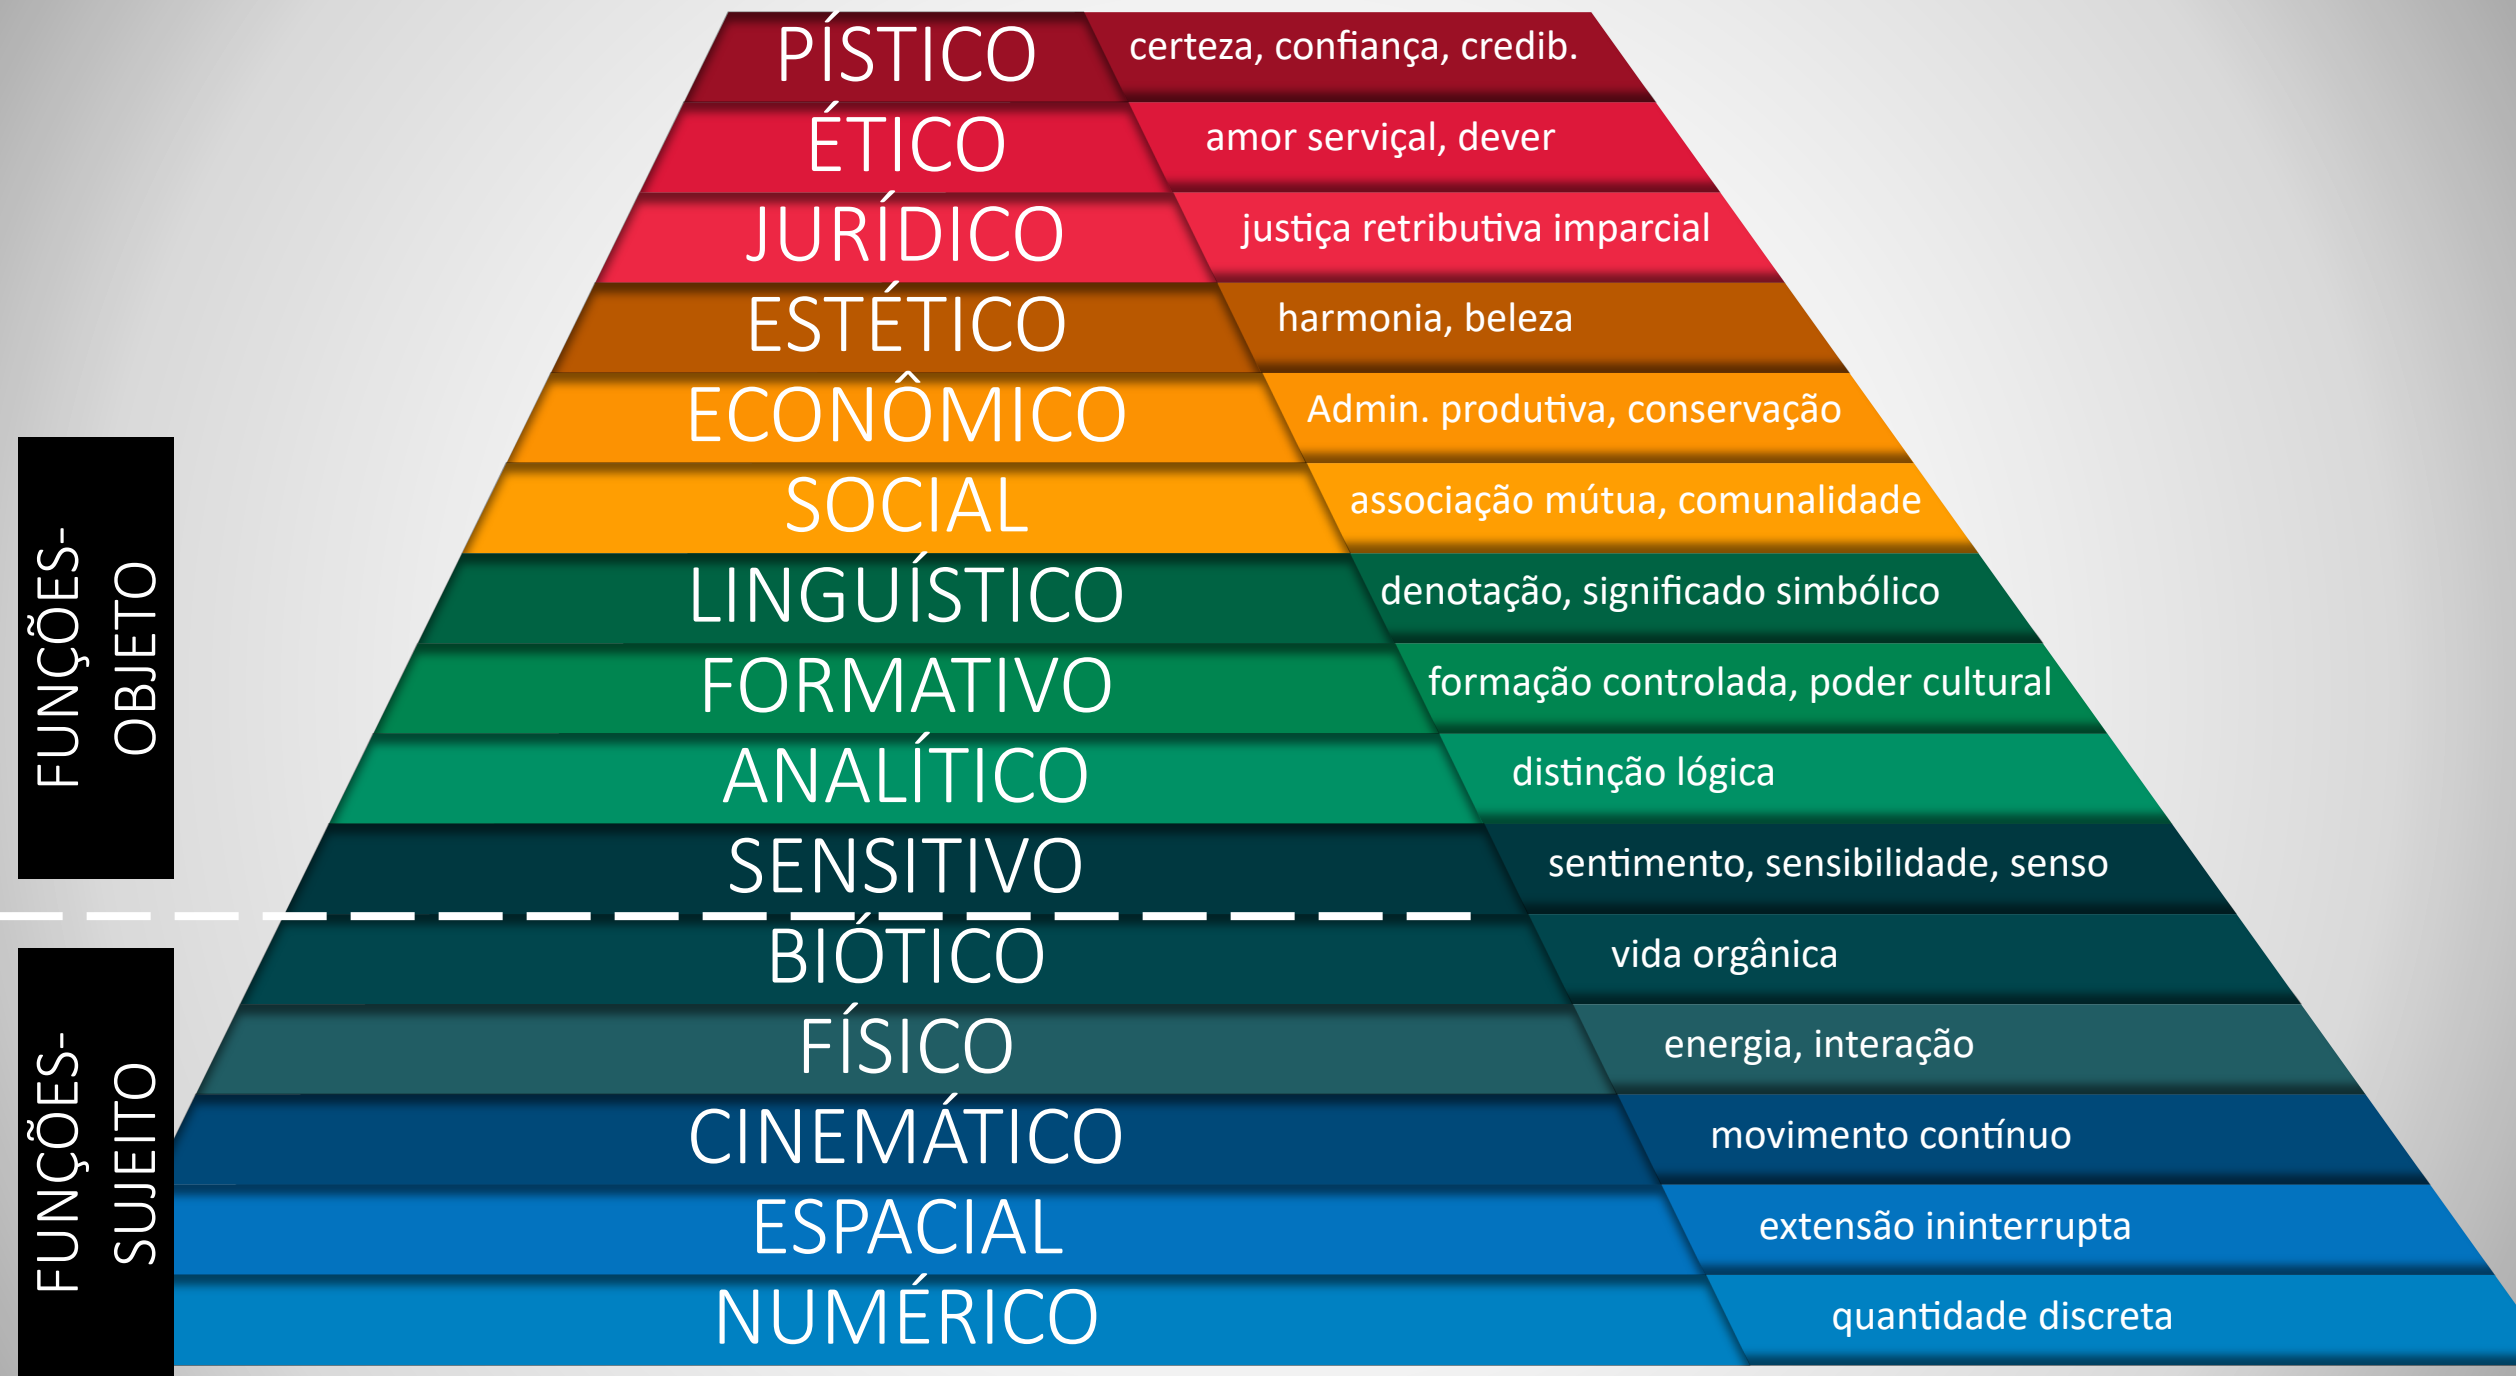 PÍSTICO
certeza, confiança, credib.
ÉTICO
amor serviçal, dever
JURÍDICO
justiça retributiva imparcial
ESTÉTICO
harmonia, beleza
ECONÔMICO
Admin. produtiva, conservação
SOCIAL
associação mútua, comunalidade
LINGUÍSTICO
denotação, significado simbólico
FORMATIVO
formação controlada, poder cultural
ANALÍTICO
distinção lógica
SENSITIVO
sentimento, sensibilidade, senso
BIÓTICO
vida orgânica
FÍSICO
energia, interação
CINEMÁTICO
movimento contínuo
ESPACIAL
extensão ininterrupta
NUMÉRICO
quantidade discreta
FUNÇÕES-
OBJETO
FUNÇÕES-
SUJEITO